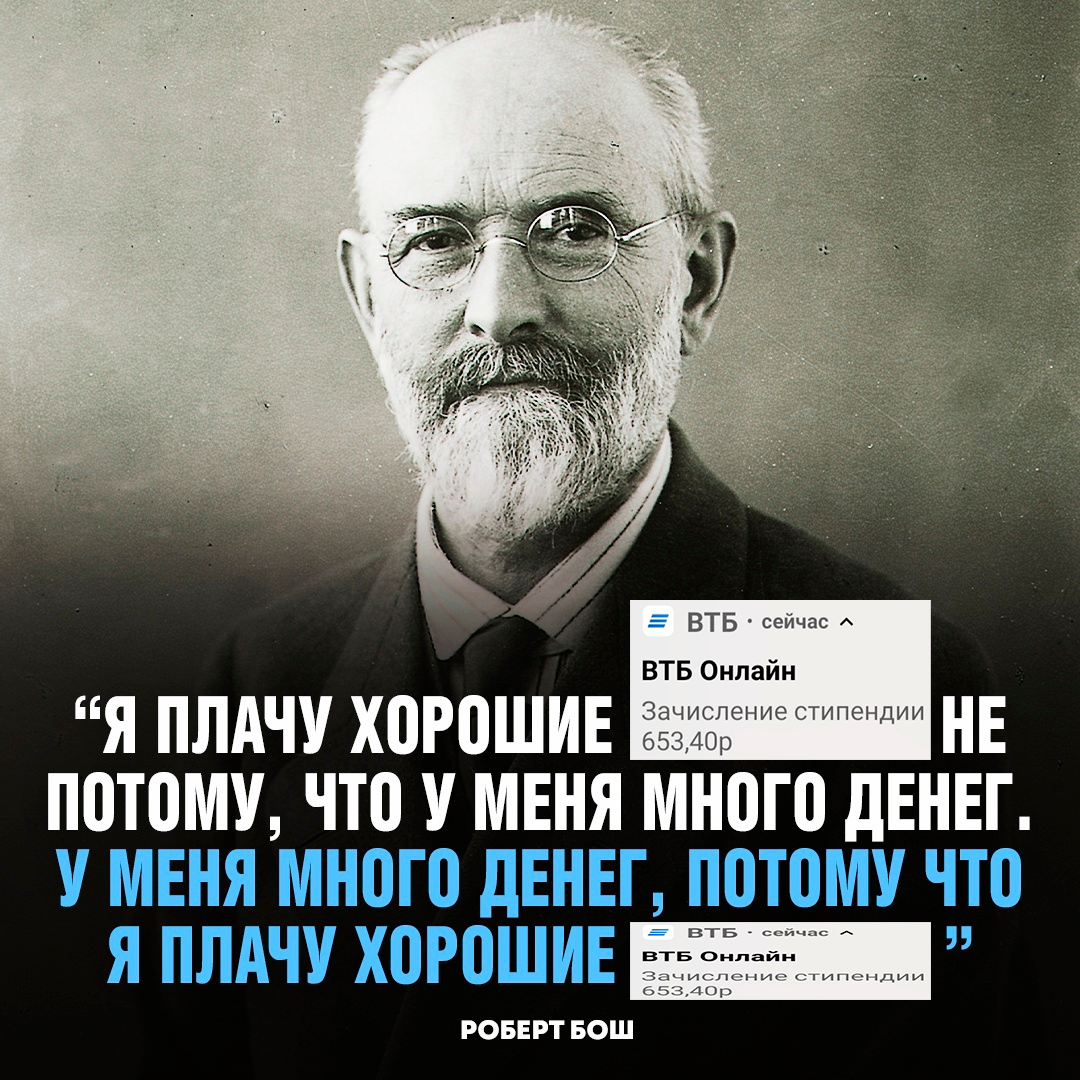 ВТБ · сейчас
ВТБ Онлайн
Зачисление стипендии
653,40р
“Я ПЛАЧУ ХОРОШИЕ НЕ
ПОТОМУ, ЧТО У МЕНЯ МНОГО ДЕНЕГ.
У МЕНЯ МНОГО ДЕНЕГ, ПОТОМУ ЧТО
Я ПЛАЧУ ХОРОШИЕ ”
ВТБ · сейчас
ВТБ Онлайн
Зачисление стипендии
653,40р
РОБЕРТ БОШ